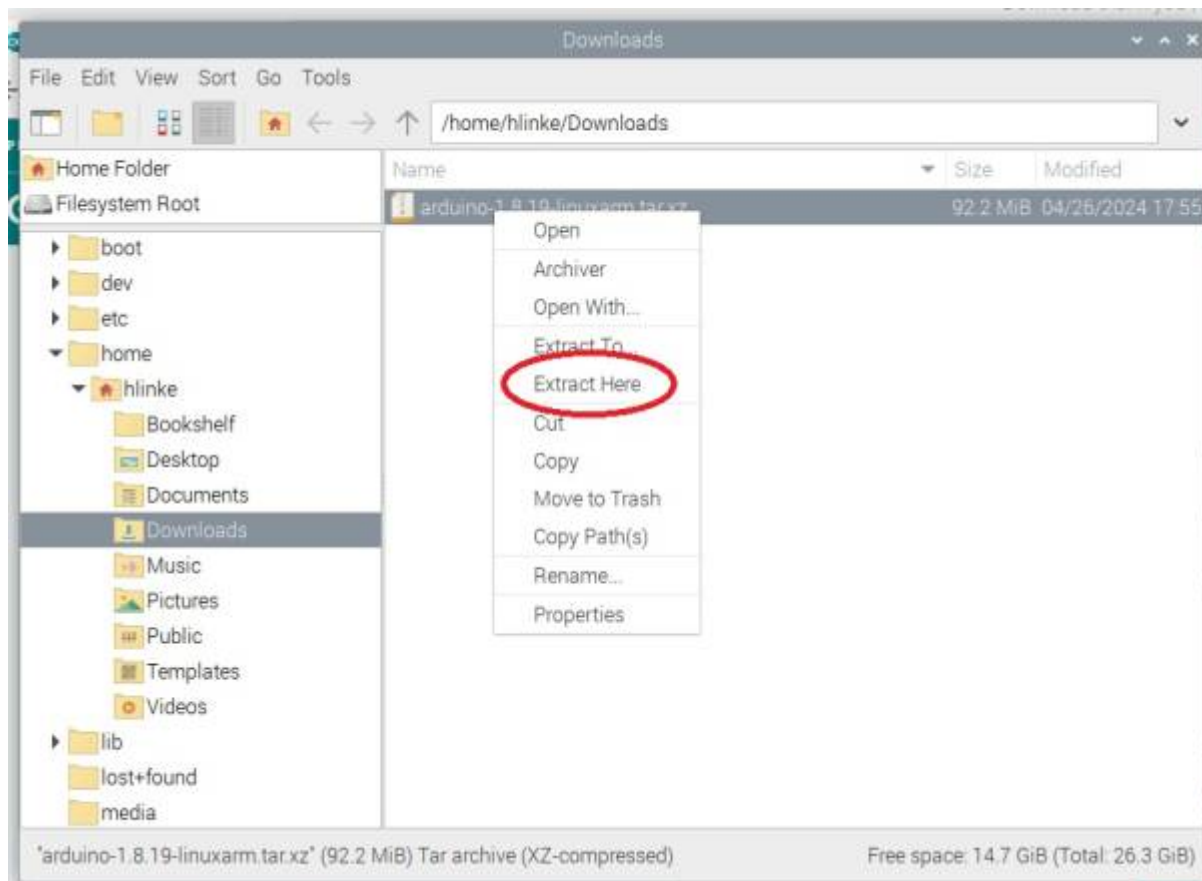 Downloads
File Edit View Sort Go Tools
/home/hlinke/Downloads
Home Folder
Filesystem Root
boot
dev
etc
home
hlinke
Bookshelf
Desktop
Documents
Downloads
Music
Pictures
Public
Templates
Videos
lib
lost+found
media
Name Size Modified
arduino-1.8.19-linuxarm.tar.xz 92.2 MiB 04/26/2024 17:55
Open
Archiver
Open With...
Extract To...
Extract Here
Cut
Copy
Move to Trash
Copy Path(s)
Rename...
Properties
"arduino-1.8.19-linuxarm.tar.xz" (92.2 MiB) Tar archive (XZ-compressed) Free space: 14.7 GiB (Total: 26.3 GiB)